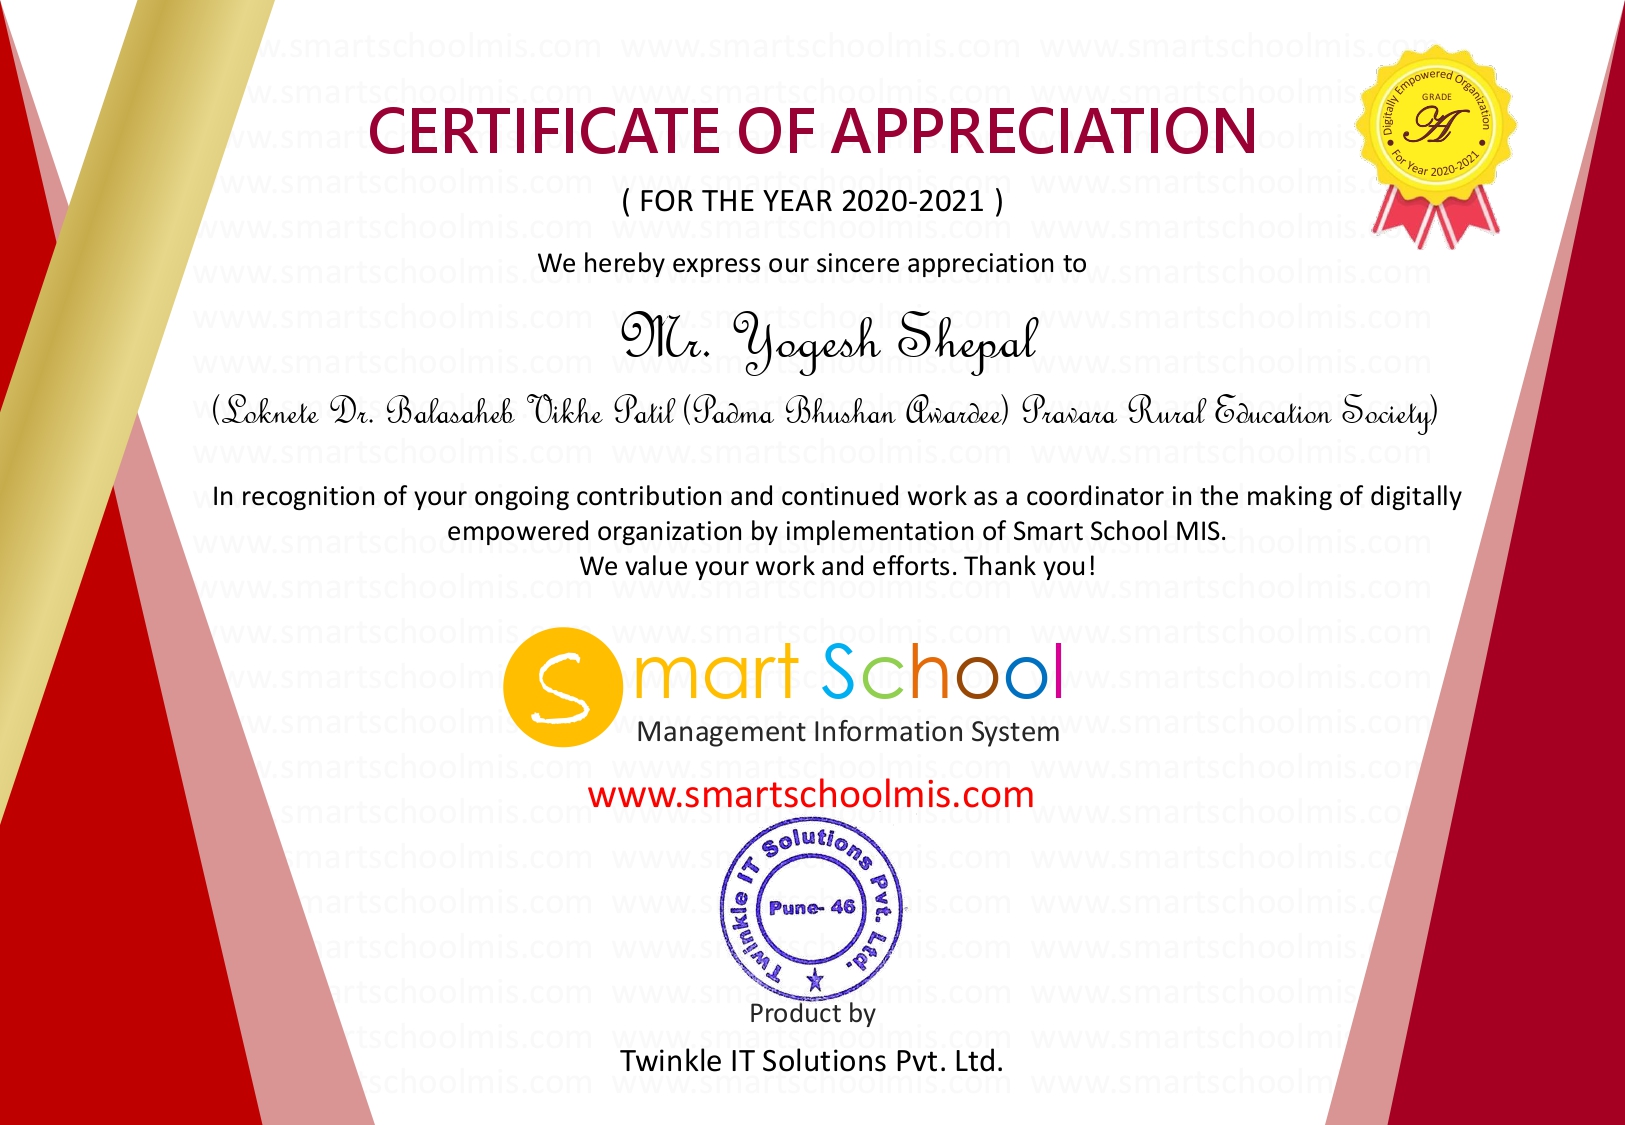 CERTIFICATE OF APPRECIATION
Digitally Empowered Organization
GRADE
A
For Year 2020-2021
( FOR THE YEAR 2020-2021 )
We hereby express our sincere appreciation to
Mr. Yogesh Shepal
(Loknete Dr. Balasaheb Vikhe Patil (Padma Bhushan Awardee) Pravara Rural Education Society)
In recognition of your ongoing contribution and continued work as a coordinator in the making of digitally
empowered organization by implementation of Smart School MIS.
We value your work and efforts. Thank you!
Smart School
Management Information System
www.smartschoolmis.com
Twinkle IT Solutions Pvt. Ltd.
Pune- 46
Product by
Twinkle IT Solutions Pvt. Ltd.